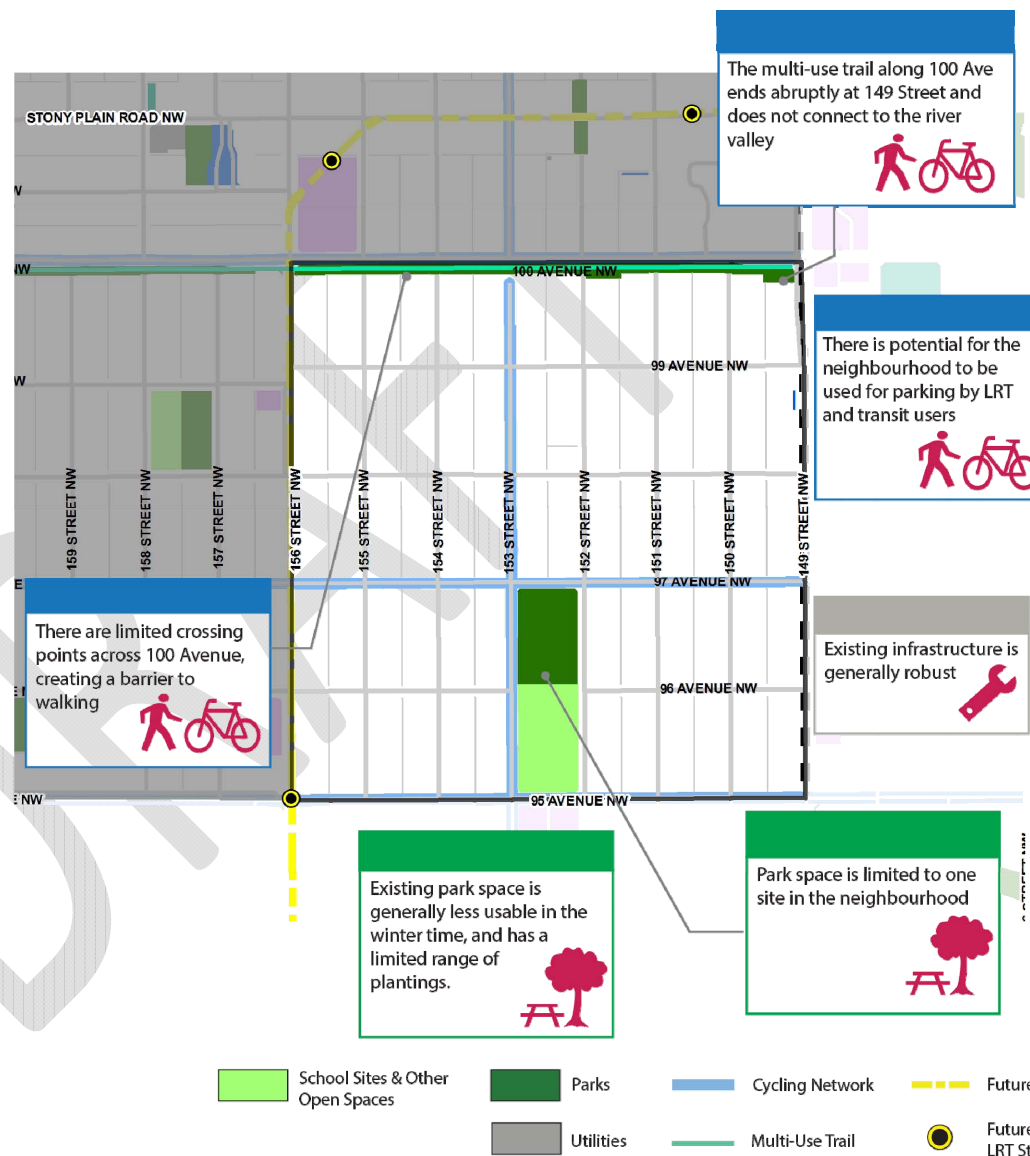 The multi-use trail along 100 Ave
ends abruptly at 149 Street and
does not connect to the river
valley
STONY PLAIN ROAD NW
W
NW
100 AVENUE NW
There is potential for the
neighbourhood to be
used for parking by LRT
and transit users
99 AVENUE NW
W
159 STREET NW
158 STREET NW
157 STREET NW
156 STREET NW
155 STREET NW
154 STREET NW
153 STREET NW
152 STREET NW
151 STREET NW
150 STREET NW
149 STREET NW
E
97 AVENUE NW
There are limited crossing
points across 100 Avenue,
creating a barrier to
walking
Existing infrastructure is
generally robust
96 AVENUE NW
E NW
95 AVENUE NW
Existing park space is
generally less usable in the
winter time, and has a
limited range of
plantings.
Park space is limited to one
site in the neighbourhood
STREET NW
DRAFT
School Sites & Other
Open Spaces
Parks
Cycling Network
Future
Utilities
Multi-Use Trail
Future
LRT St